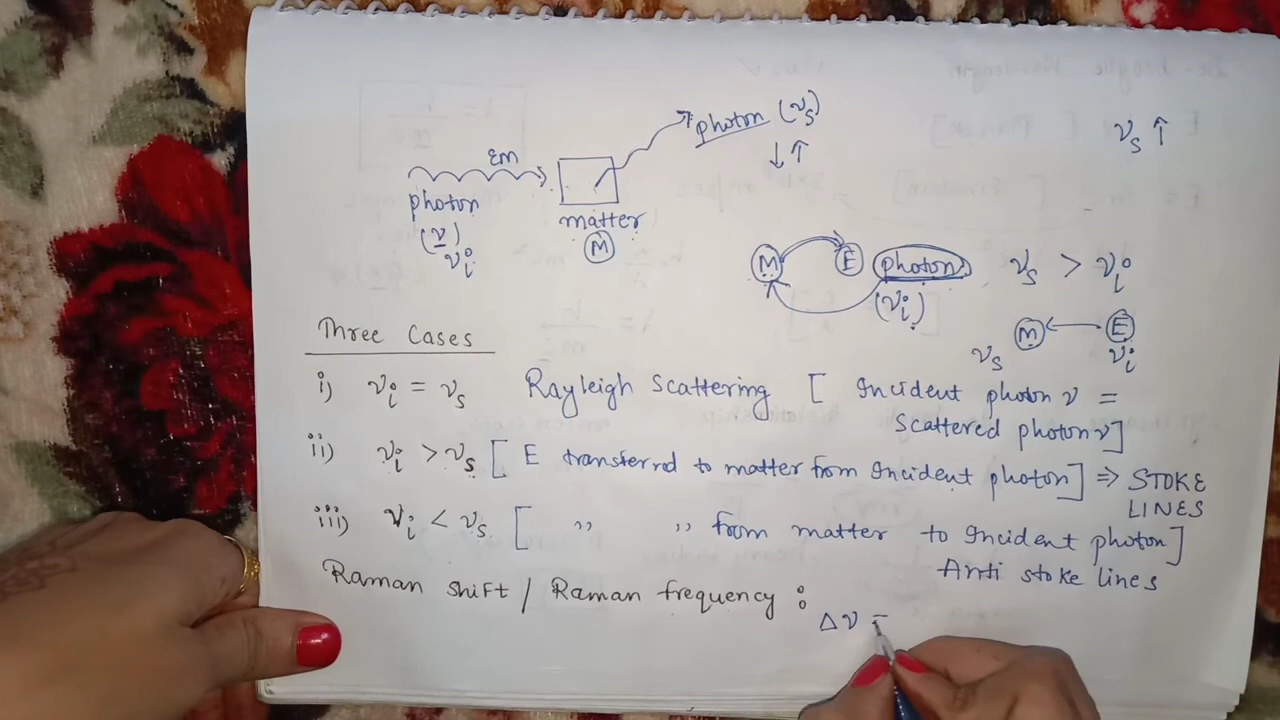 photon (νs)
νs ↑
EM
↓↑
photon
matter
(ν)
νi
M
M E photon νs > νi
(νi)
M ← E
νs νi
Three Cases
i) νi = νs Rayleigh Scattering [ Incident photon ν =
Scattered photon ν]
ii) νi > νs [ E transferred to matter from Incident photon] ⇒ STOKE
LINES
iii) νi < νs [ " " from matter to Incident photon]
Anti stoke lines
Raman shift / Raman frequency :
Δν =